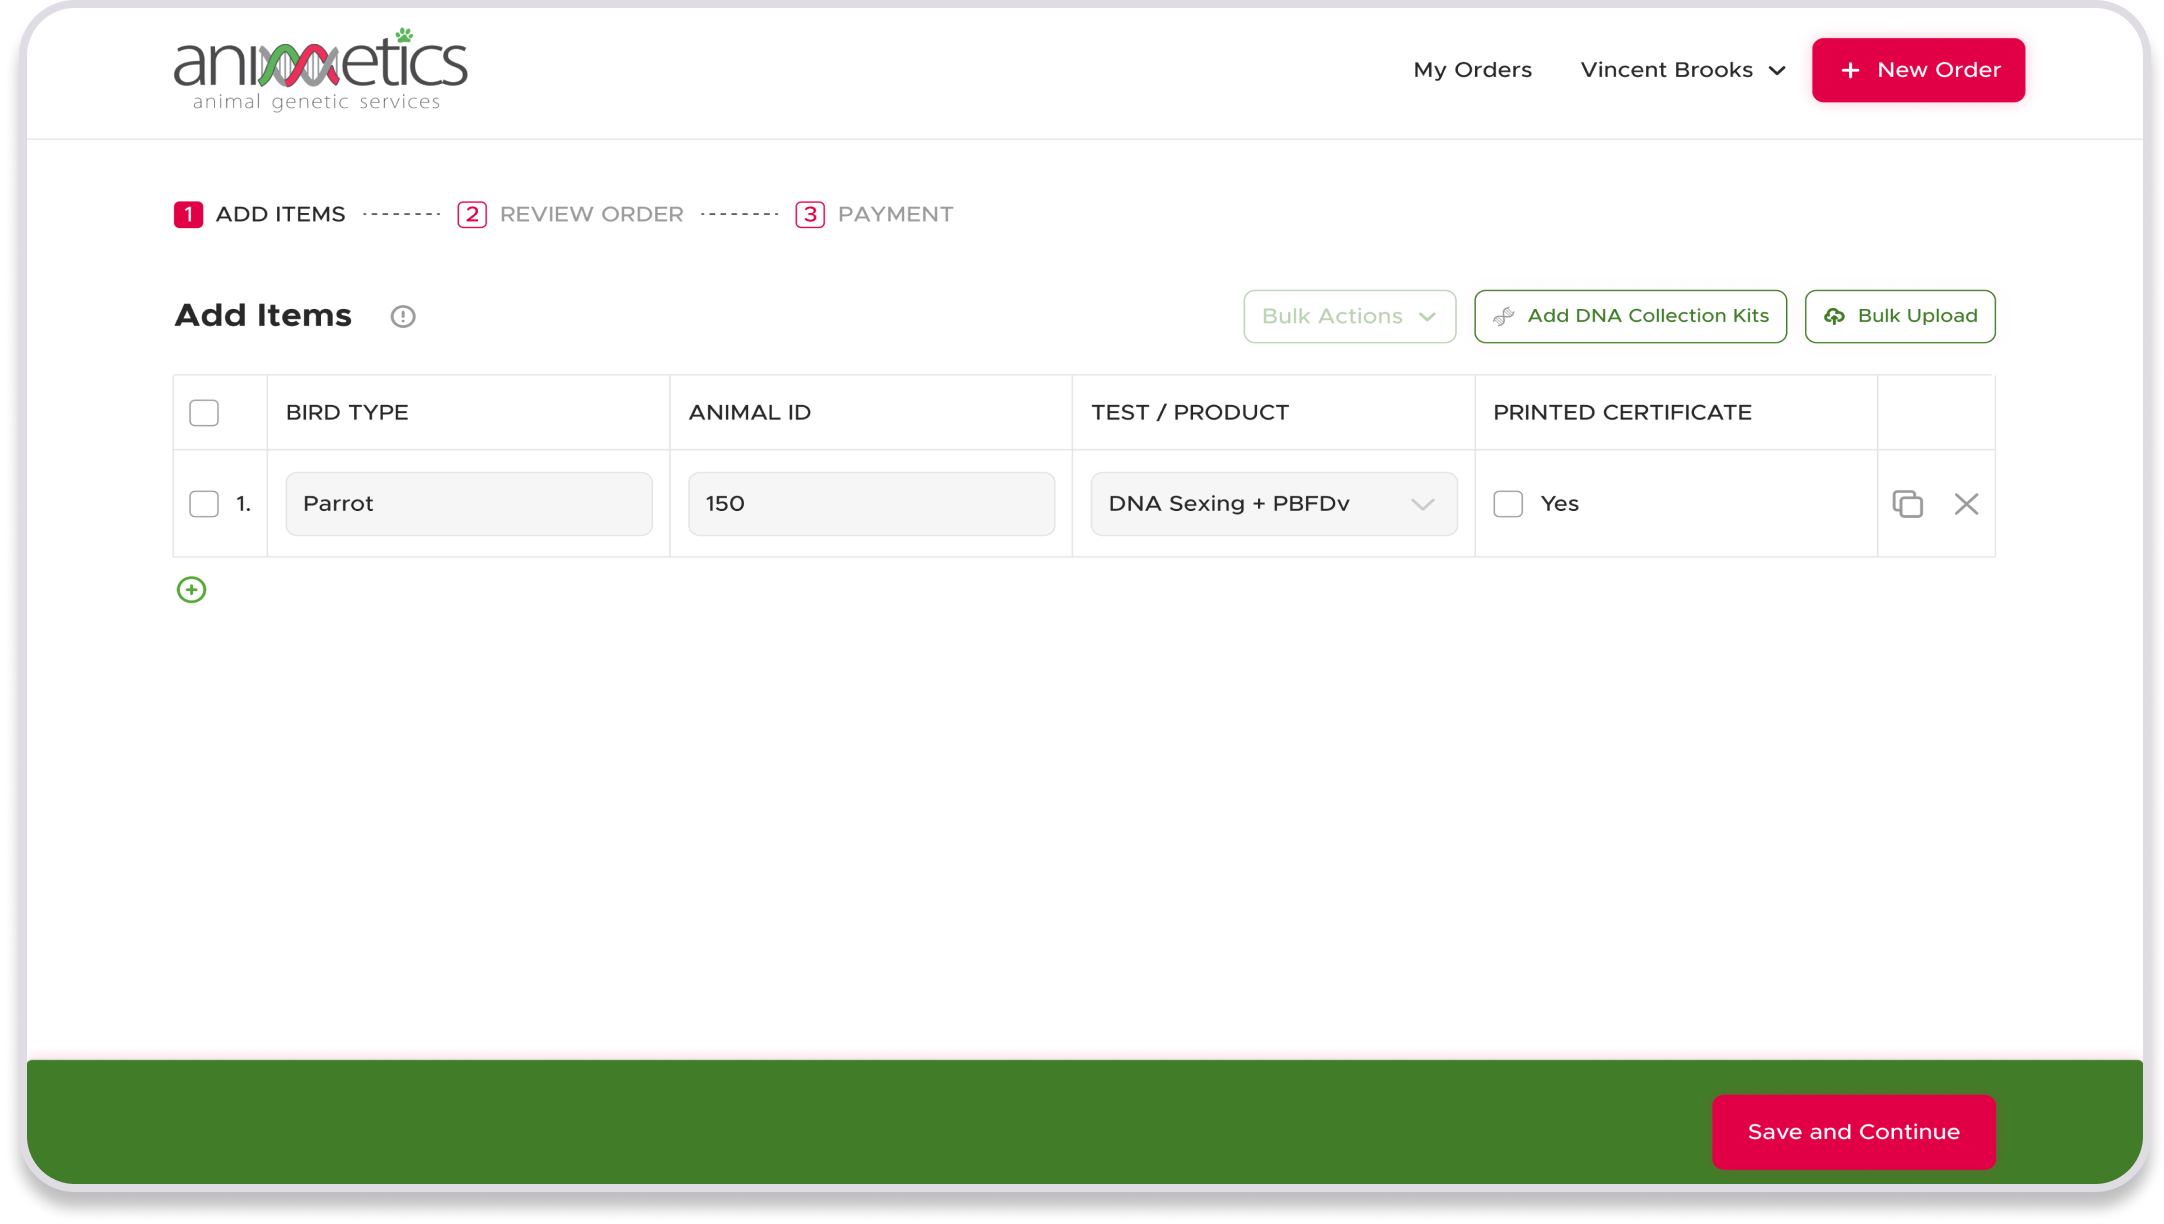 animetics
animal genetic services
My Orders Vincent Brooks + New Order
1 ADD ITEMS 2 REVIEW ORDER 3 PAYMENT
Add Items Bulk Actions Add DNA Collection Kits Bulk Upload
BIRD TYPE ANIMAL ID TEST / PRODUCT PRINTED CERTIFICATE
1. Parrot 150 DNA Sexing + PBFDv Yes
Save and Continue